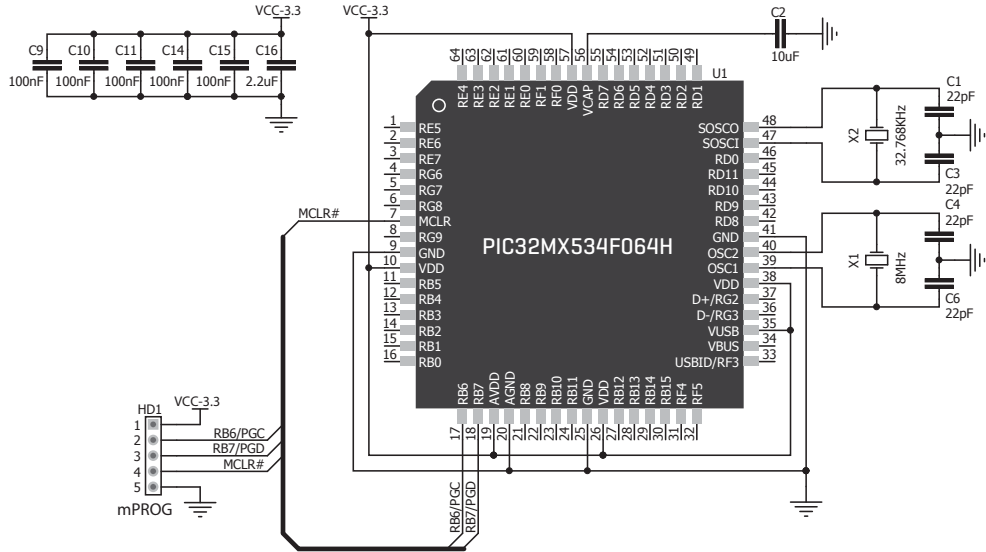 VCC-3.3
VCC-3.3
C9 C10 C11 C14 C15 C16
100nF 100nF 100nF 100nF 100nF 2.2uF
C2
10uF
U1
64 63 62 61 60 59 58 57 56 55 54 53 52 51 50 49
RE4 RE3 RE2 RE1 RE0 RF1 RF0 VDD VCAP RD7 RD6 RD5 RD4 RD3 RD2 RD1
1 RE5
2 RE6
3 RE7
4 RG6
5 RG7
6 RG8
7 MCLR
8 RG9
9 GND
10 VDD
11 RB5
12 RB4
13 RB3
14 RB2
15 RB1
16 RB0
MCLR#
PIC32MX534F064H
SOSCO 48
SOSCI 47
RD0 46
RD11 45
RD10 44
RD9 43
RD8 42
GND 41
OSC2 40
OSC1 39
VDD 38
D+/RG2 37
D-/RG3 36
VUSB 35
VBUS 34
USBID/RF3 33
C1
22pF
X2
32.768KHz
C3
22pF
C4
22pF
X1
8MHz
C6
22pF
RB6 RB7 AVDD AGND RB8 RB9 RB10 RB11 GND VDD RB12 RB13 RB14 RB15 RF4 RF5
17 18 19 20 21 22 23 24 25 26 27 28 29 30 31 32
HD1
VCC-3.3
1
2 RB6/PGC
3 RB7/PGD
4 MCLR#
5
mPROG
RB6/PGC
RB7/PGD